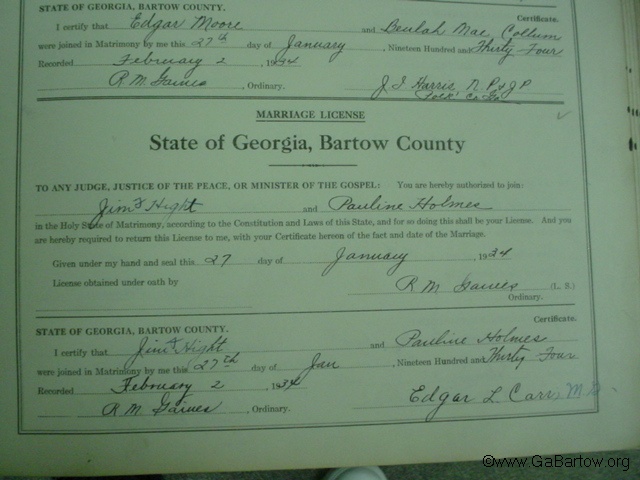 STATE OF GEORGIA, BARTOW COUNTY.
Certificate.
I certify that Edgar Moore and Beulah Mae Collum
were joined in Matrimony by me this 27th day of January, Nineteen Hundred and Thirty Four
Recorded February 2, 1934
R. M. Gaines, Ordinary. J. I Harris, N. P & J P
Polk Co Ga
MARRIAGE LICENSE
State of Georgia, Bartow County
TO ANY JUDGE, JUSTICE OF THE PEACE, OR MINISTER OF THE GOSPEL: You are hereby authorized to join:
Jim Hight and Pauline Holmes
in the Holy State of Matrimony, according to the Constitution and Laws of this State, and for so doing this shall be your License. And you
are hereby required to return this License to me, with your Certificate hereon of the fact and date of the Marriage.
Given under my hand and seal this 27 day of January, 1934
License obtained under oath by R M Gaines (L. S.)
Ordinary.
Certificate.
STATE OF GEORGIA, BARTOW COUNTY.
I certify that Jim Hight and Pauline Holmes
were joined in Matrimony by me this 27th day of Jan, Nineteen Hundred and Thirty Four
Recorded February 2, 1934
R. M. Gaines, Ordinary. Edgar L. Carr, M.
©www.GaBartow.org